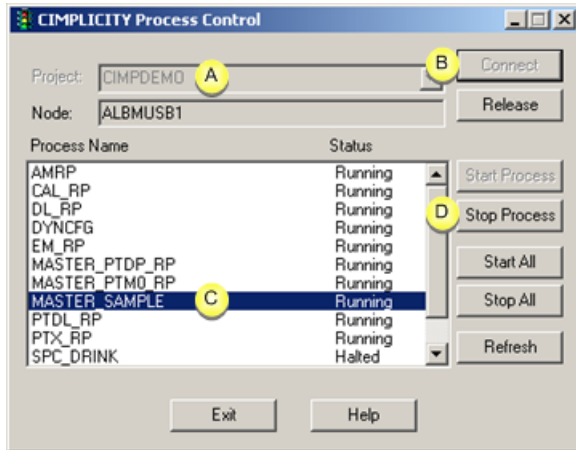 CIMPLICITY Process Control
Project: CIMPDEMO A
B Connect
Node: ALBMUSB1
Release
Process Name Status
AMRP Running
CAL_RP Running
DL_RP Running
DYNCFG Running
EM_RP Running
MASTER_PTDP_RP Running
MASTER_PTM0_RP Running
MASTER_SAMPLE C Running
PTDL_RP Running
PTX_RP Running
SPC_DRINK Halted
Start Process
D Stop Process
Start All
Stop All
Refresh
Exit Help